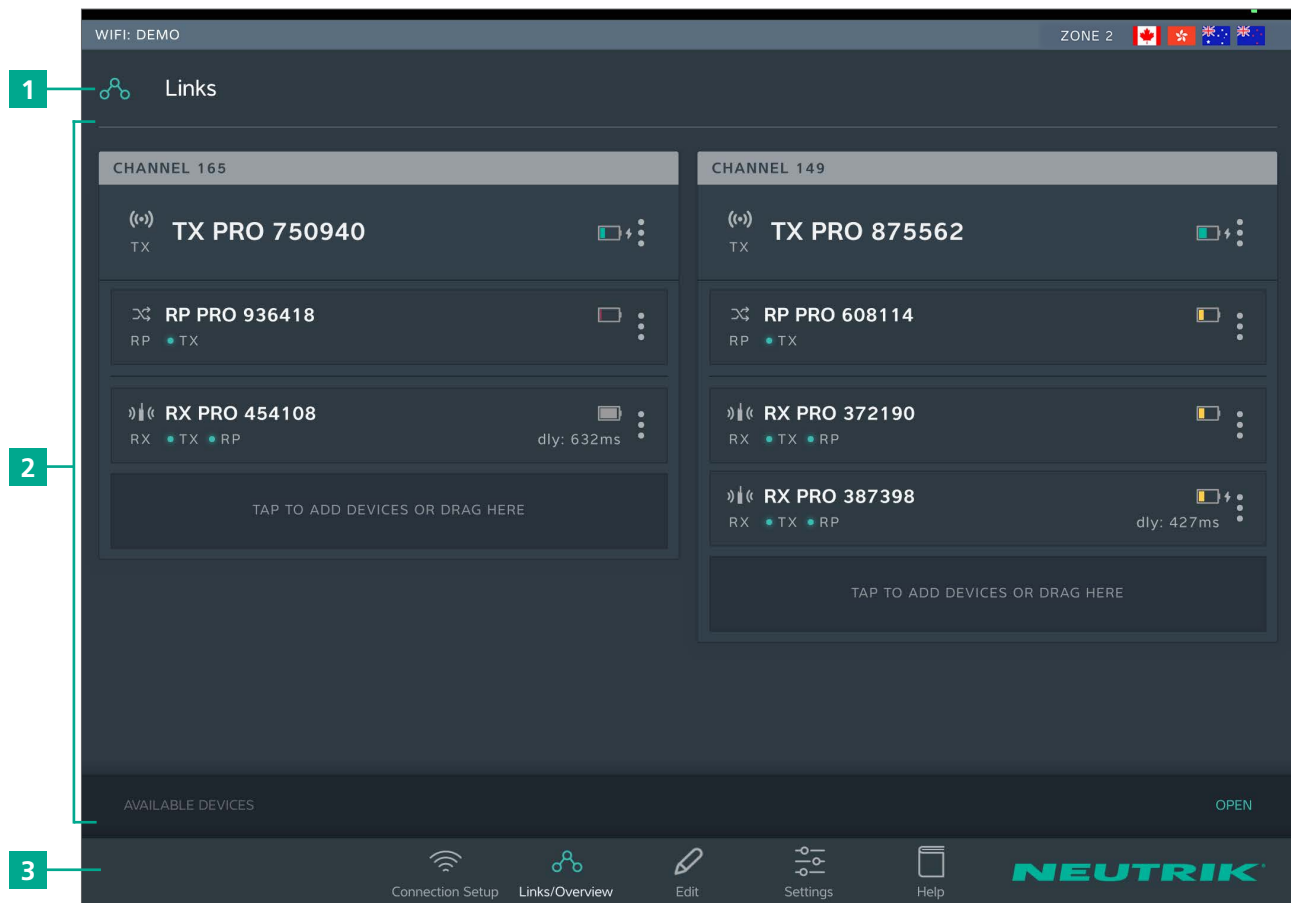 WIFI: DEMO
ZONE 2
1
Links
2
CHANNEL 165
TX PRO 750940
TX
RP PRO 936418
RP TX
RX PRO 454108
RX TX RP
dly: 632ms
TAP TO ADD DEVICES OR DRAG HERE
CHANNEL 149
TX PRO 875562
TX
RP PRO 608114
RP TX
RX PRO 372190
RX TX RP
RX PRO 387398
RX TX RP
dly: 427ms
TAP TO ADD DEVICES OR DRAG HERE
AVAILABLE DEVICES
OPEN
3
Connection Setup
Links/Overview
Edit
Settings
Help
NEUTRIK